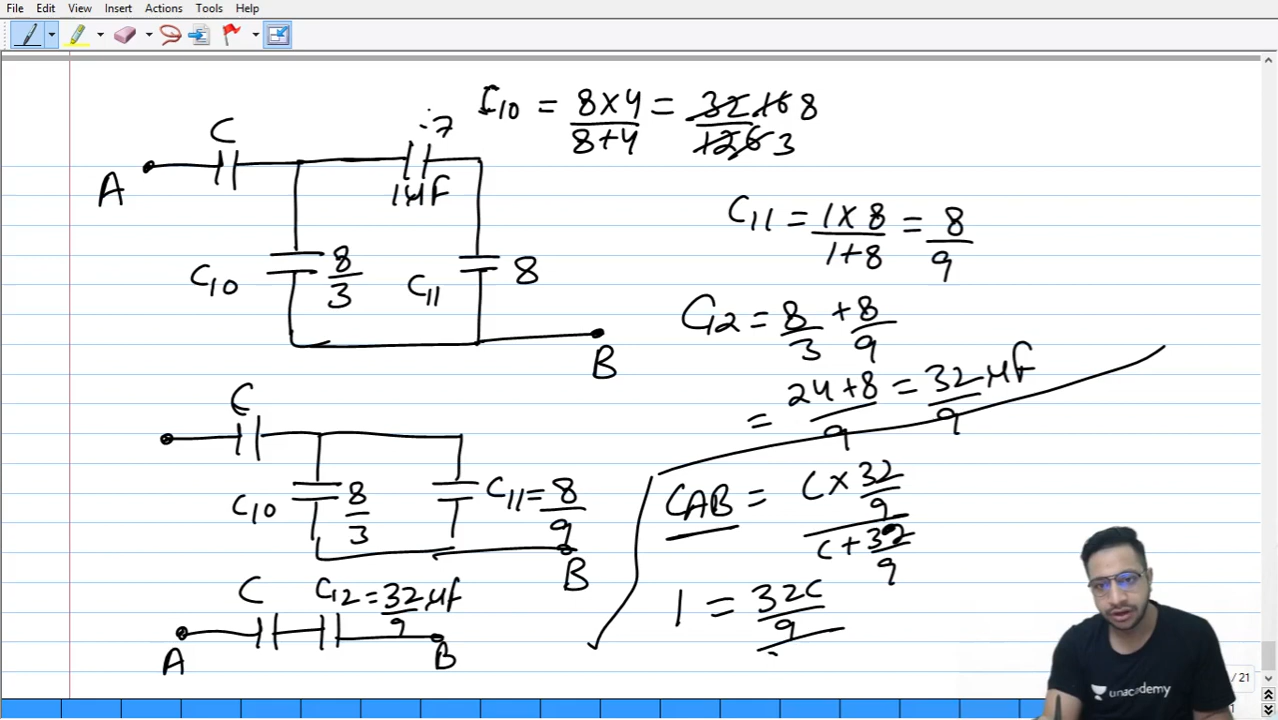 File Edit View Insert Actions Tools Help
C10 = 8×4/8+4 = 32/12 16/6 8/3
C
A
1μF
C11 = 1×8/1+8 = 8/9
C10 8/3
C11 8
B
C12 = 8/3 + 8/9
= 24+8/9 = 32/9 μF
C
C10 8/3
C11 = 8/9
B
CAB = C×32/9 / C+32/9
C C12 = 32/9 μF
A B
1 = 32C/9
unacademy
/ 21